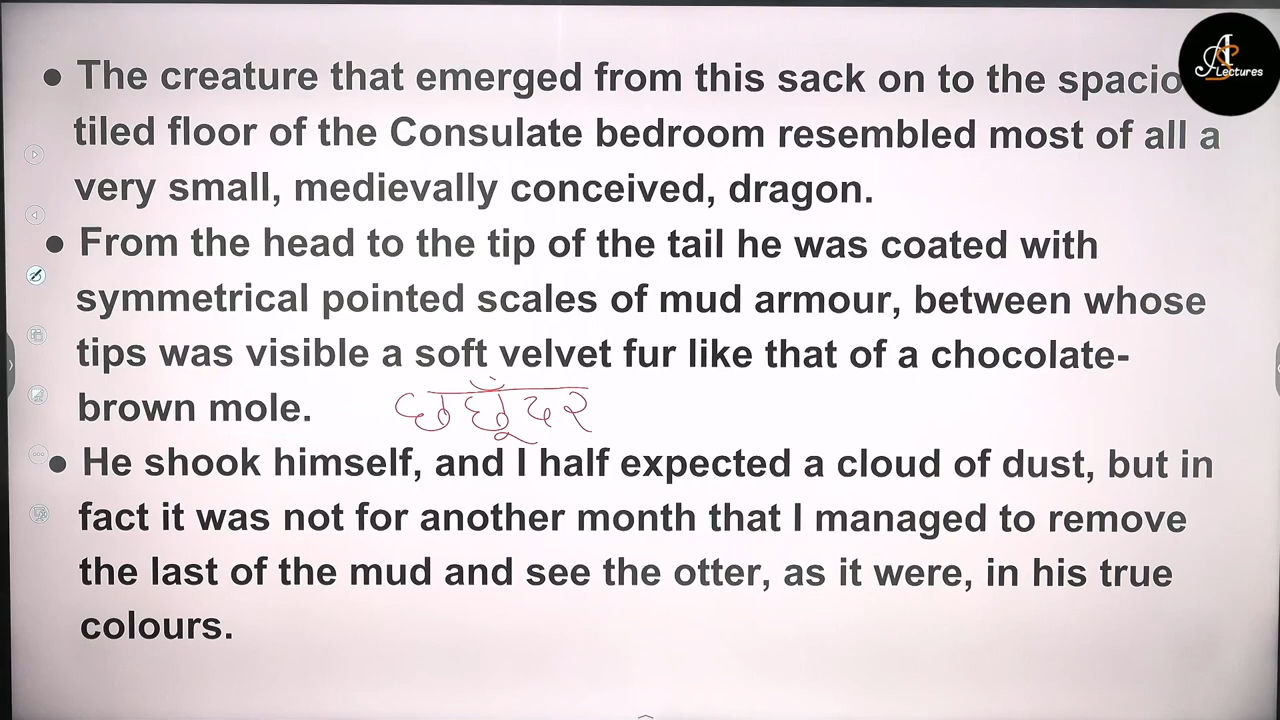 • The creature that emerged from this sack on to the spacio
tiled floor of the Consulate bedroom resembled most of all a
very small, medievally conceived, dragon.
• From the head to the tip of the tail he was coated with
symmetrical pointed scales of mud armour, between whose
tips was visible a soft velvet fur like that of a chocolate-
brown mole. छछूँदर
• He shook himself, and I half expected a cloud of dust, but in
fact it was not for another month that I managed to remove
the last of the mud and see the otter, as it were, in his true
colours.
AS Lectures